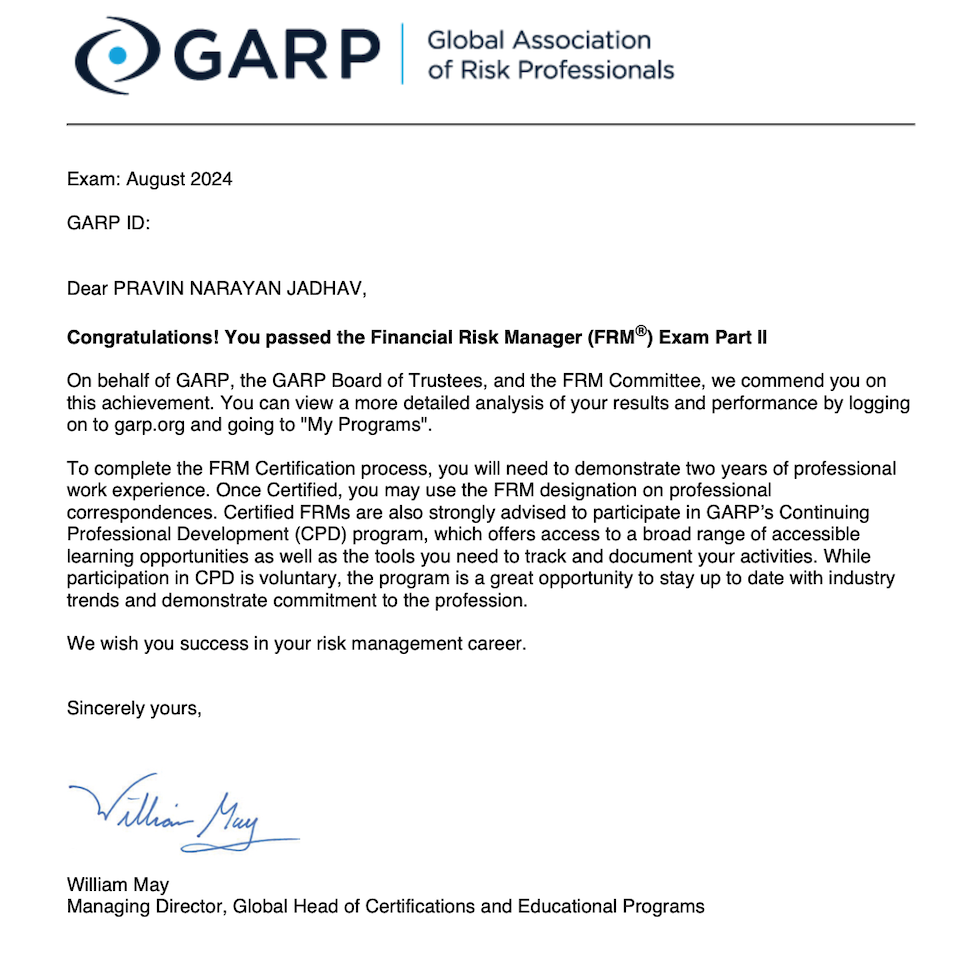 GARP
Global Association
of Risk Professionals
Exam: August 2024
GARP ID:
Dear PRAVIN NARAYAN JADHAV,
Congratulations! You passed the Financial Risk Manager (FRM®) Exam Part II
On behalf of GARP, the GARP Board of Trustees, and the FRM Committee, we commend you on
this achievement. You can view a more detailed analysis of your results and performance by logging
on to garp.org and going to "My Programs".
To complete the FRM Certification process, you will need to demonstrate two years of professional
work experience. Once Certified, you may use the FRM designation on professional
correspondences. Certified FRMs are also strongly advised to participate in GARP’s Continuing
Professional Development (CPD) program, which offers access to a broad range of accessible
learning opportunities as well as the tools you need to track and document your activities. While
participation in CPD is voluntary, the program is a great opportunity to stay up to date with industry
trends and demonstrate commitment to the profession.
We wish you success in your risk management career.
Sincerely yours,
William May
William May
Managing Director, Global Head of Certifications and Educational Programs